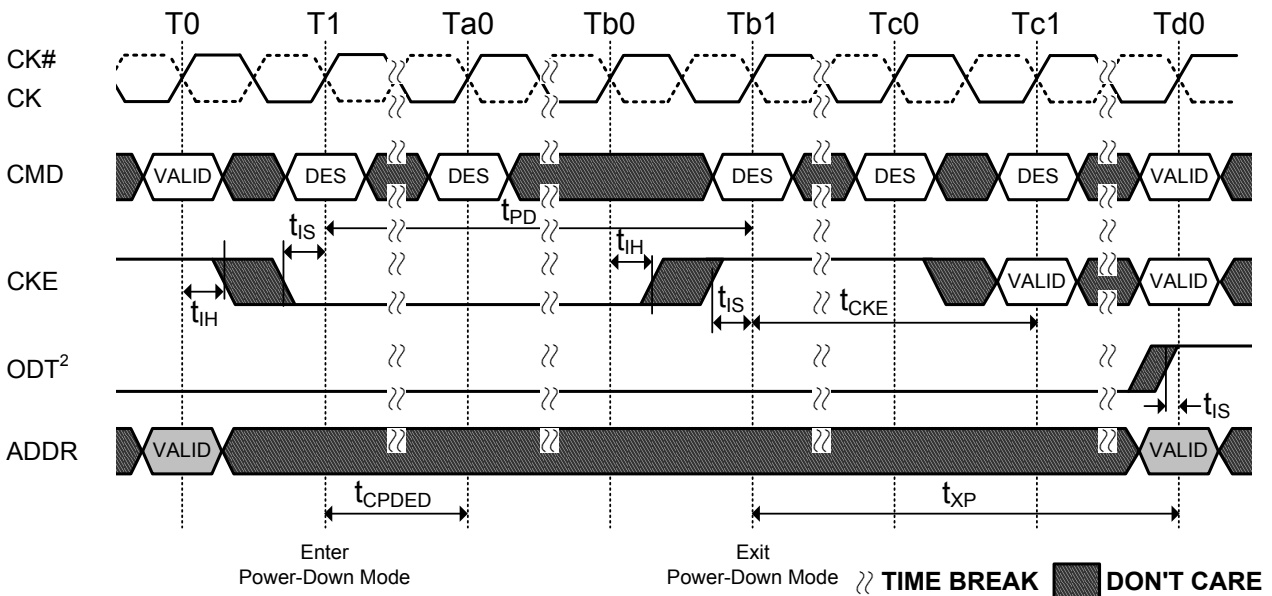 T0 T1 Ta0 Tb0 Tb1 Tc0 Tc1 Td0
CK#
CK
CMD VALID DES DES DES DES DES VALID
tPD
tIS tIH
CKE VALID VALID
tIH tIS tCKE
ODT2
tIS
ADDR VALID VALID
tCPDED tXP
Enter Exit
Power-Down Mode Power-Down Mode TIME BREAK DON'T CARE